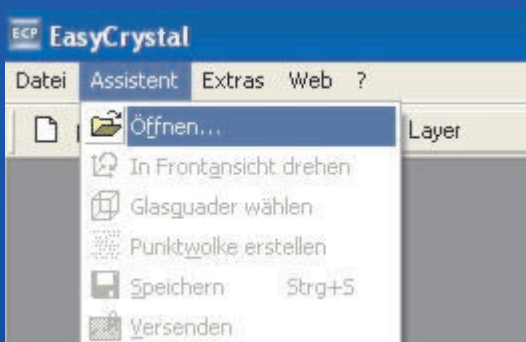 ECP EasyCrystal
Datei Assistent Extras Web ?
Öffnen... Layer
In Frontansicht drehen
Glasquader wählen
Punktwolke erstellen
Speichern Strg+S
Versenden